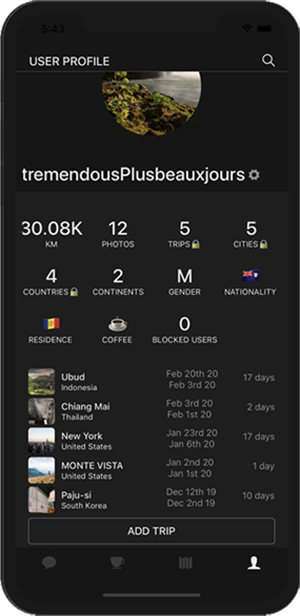 5:43
USER PROFILE
tremendousPlusbeauxjours
30.08K 12 5 5
KM PHOTOS TRIPS CITIES
4 2 M
COUNTRIES CONTINENTS GENDER NATIONALITY
0
RESIDENCE COFFEE BLOCKED USERS
Ubud Feb 20th 20 17 days
Indonesia Feb 3rd 20
Chiang Mai Feb 3rd 20 2 days
Thailand Feb 1st 20
New York Jan 23rd 20 17 days
United States Jan 6th 20
MONTE VISTA Jan 2nd 20 1 day
United States Jan 1st 20
Paju-si Dec 12th 19 10 days
South Korea Dec 2nd 19
ADD TRIP